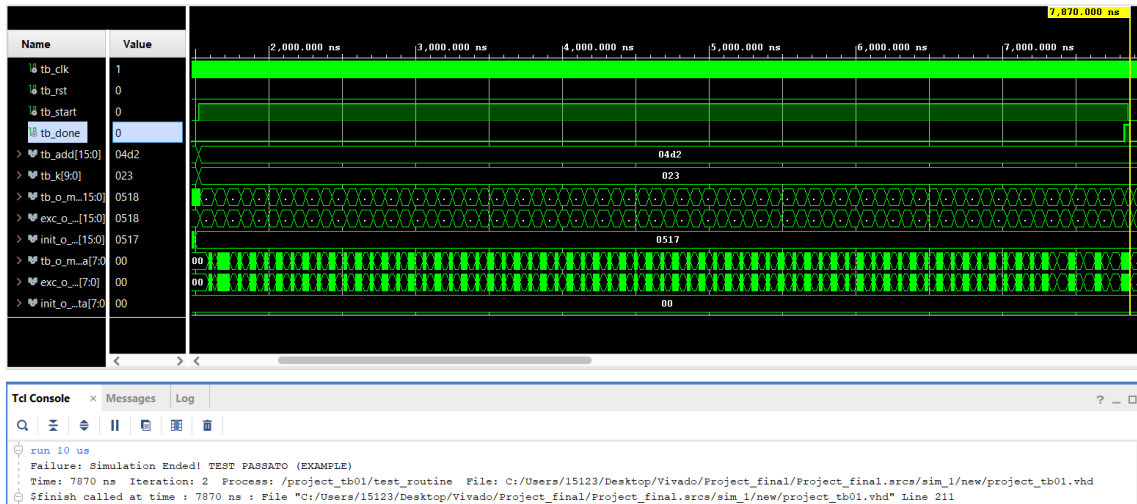 7,870.000 ns
Name Value
2,000.000 ns 3,000.000 ns 4,000.000 ns 5,000.000 ns 6,000.000 ns 7,000.000 ns
tb_clk 1
tb_rst 0
tb_start 0
tb_done 0
> tb_add[15:0] 04d2 04d2
> tb_k[9:0] 023 023
> tb_o_m...15:0] 0518
> exc_o_...[15:0] 0518
> init_o_...[15:0] 0517 0517
> tb_o_m...a[7:0 00 00
> exc_o_...[7:0] 00 00
> init_o_...ta[7:0 00 00
Tcl Console × Messages Log ? _
run 10 us
Failure: Simulation Ended! TEST PASSATO (EXAMPLE)
Time: 7870 ns Iteration: 2 Process: /project_tb01/test_routine File: C:/Users/15123/Desktop/Vivado/Project_final/Project_final.srcs/sim_1/new/project_tb01.vhd
$finish called at time : 7870 ns : File "C:/Users/15123/Desktop/Vivado/Project_final/Project_final.srcs/sim_1/new/project_tb01.vhd" Line 211